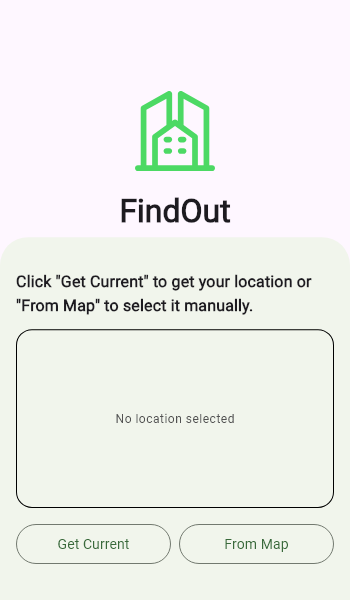 FindOut
Click "Get Current" to get your location or
"From Map" to select it manually.
No location selected
Get Current
From Map